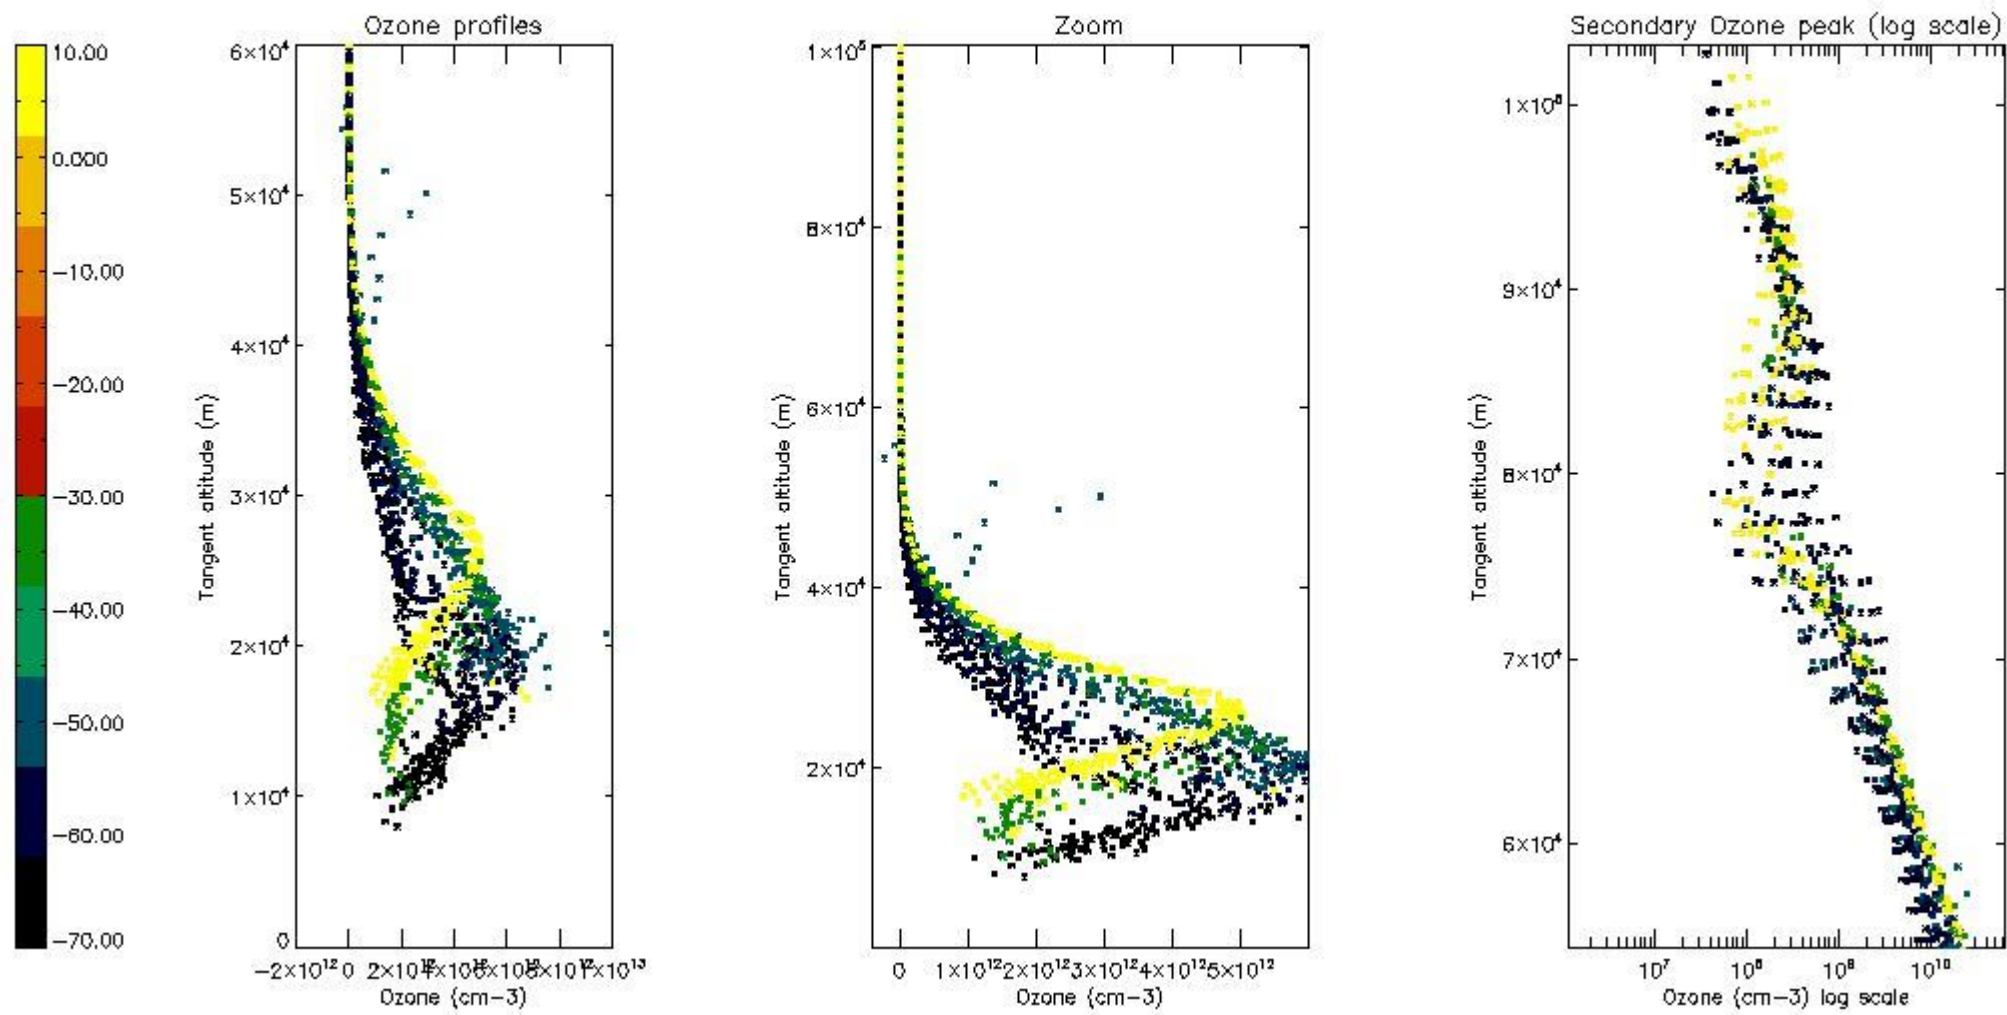 Ozone profiles
Zoom
Secondary Ozone peak (log scale)
10.00
0.000
−10.00
−20.00
−30.00
−40.00
−50.00
−60.00
−70.00
6×10⁴
5×10⁴
4×10⁴
3×10⁴
2×10⁴
1×10⁴
0
Tangent altitude (m)
−2×10¹² 0
Ozone (cm−3)
1×10⁵
8×10⁴
6×10⁴
4×10⁴
2×10⁴
Tangent altitude (m)
0 1×10¹² 2×10¹² 3×10¹² 4×10¹² 5×10¹²
Ozone (cm−3)
9×10⁴
8×10⁴
7×10⁴
6×10⁴
Tangent altitude (m)
10⁷ 10⁸ 10⁹ 10¹⁰
Ozone (cm−3) log scale